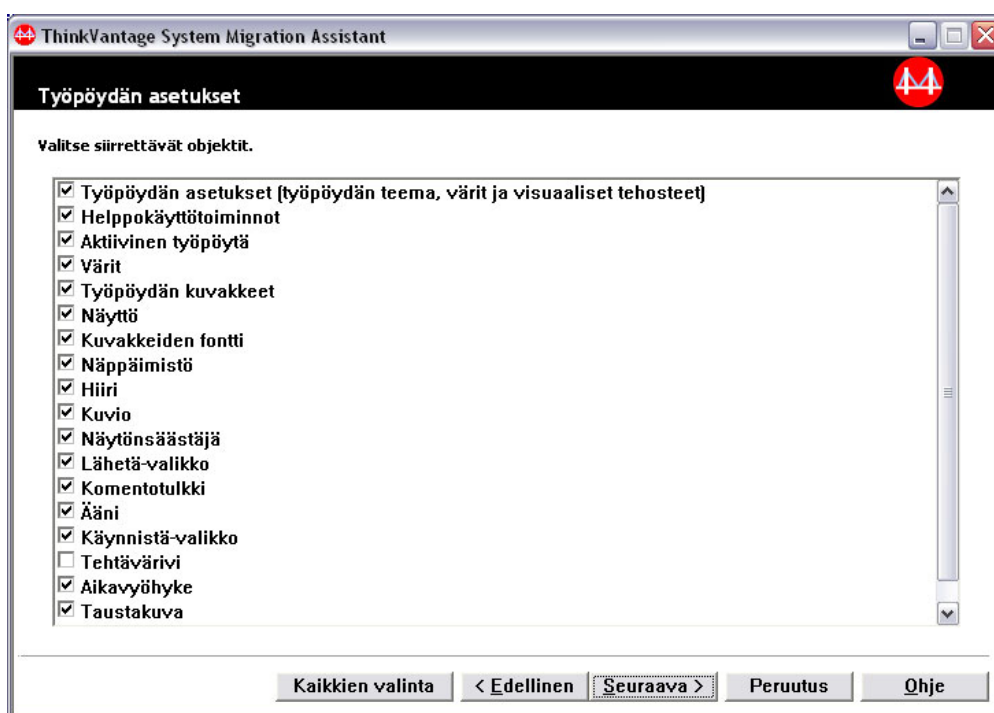 ThinkVantage System Migration Assistant
Työpöydän asetukset
Valitse siirrettävät objektit.
Työpöydän asetukset (työpöydän teema, värit ja visuaaliset tehosteet)
Helppokäyttötoiminnot
Aktiivinen työpöytä
Värit
Työpöydän kuvakkeet
Näyttö
Kuvakkeiden fontti
Näppäimistö
Hiiri
Kuvio
Näytönsäästäjä
Lähetä-valikko
Komentotulkki
Ääni
Käynnistä-valikko
Tehtävärivi
Aikavyöhyke
Taustakuva
Kaikkien valinta < Edellinen Seuraava > Peruutus Ohje